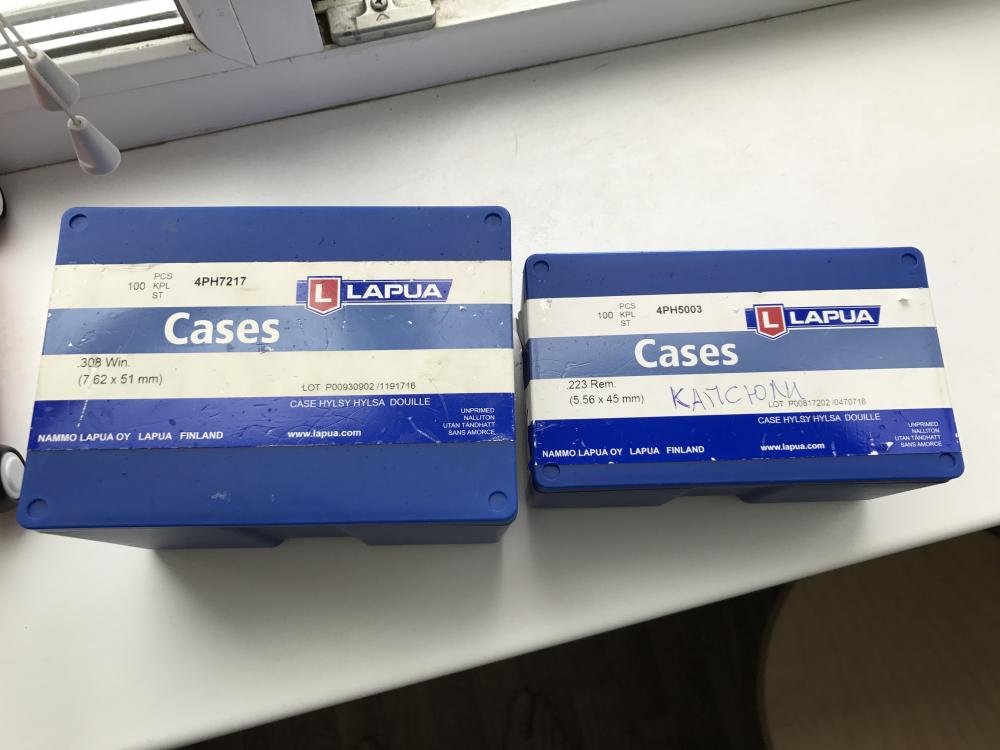 100 PCS KPL ST 4PH7217 L LAPUA
Cases
.308 Win.
(7,62 x 51 mm)
LOT: P00930902 /1191716
CASE HYLSY HYLSA DOUILLE
UNPRIMED
NALLITON
UTAN TÄNDHATT
SANS AMORCE
NAMMO LAPUA OY LAPUA FINLAND www.lapua.com
100 PCS KPL ST 4PH5003 L LAPUA
Cases
.223 Rem.
(5,56 x 45 mm)
LOT: P00817202 /0470716
CASE HYLSY HYLSA DOUILLE
UNPRIMED
NALLITON
UTAN TÄNDHATT
SANS AMORCE
NAMMO LAPUA OY LAPUA FINLAND www.lapua.com